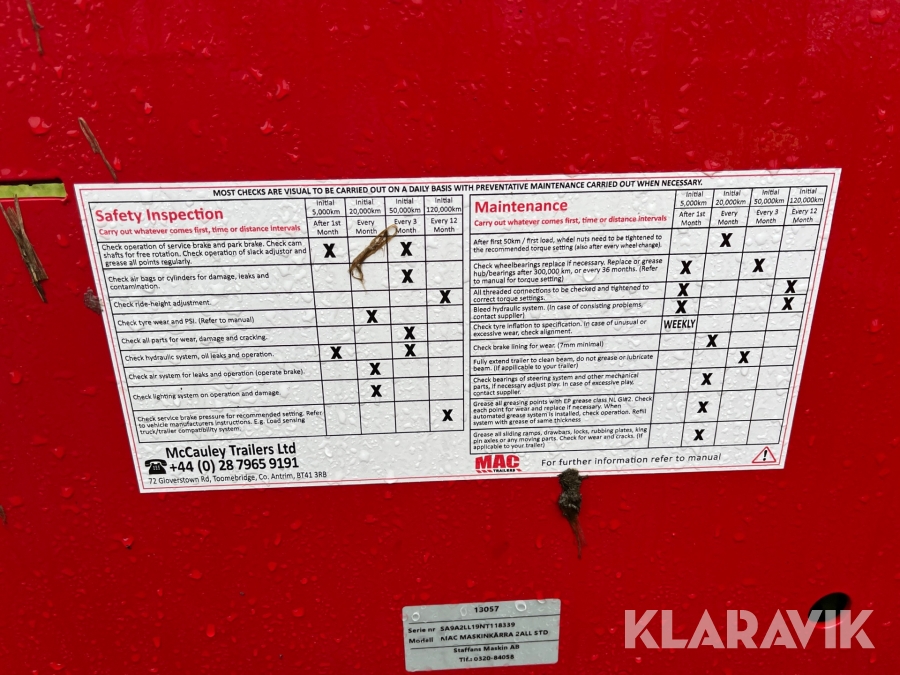 MOST CHECKS ARE VISUAL TO BE CARRIED OUT ON A DAILY BASIS WITH PREVENTATIVE MAINTENANCE CARRIED OUT WHEN NECESSARY.
Safety Inspection
Carry out whatever comes first, time or distance intervals
Initial 5,000km
Initial 20,000km
Initial 50,000km
Initial 120,000km
After 1st Month
Every Month
Every 3 Month
Every 12 Month
Check operation of service brake and park brake. Check cam
shafts for free rotation. Check operation of slack adjustor and
grease all points regularly.
X X
Check air bags or cylinders for damage, leaks and
contamination.
X
Check ride-height adjustment.
X
Check tyre wear and PSI. (Refer to manual)
X
Check all parts for wear, damage and cracking.
X
Check hydraulic system, oil leaks and operation.
X X
Check air system for leaks and operation (operate brake).
X
Check lighting system on operation and damage.
X
Check service brake pressure for recommended setting. Refer
to vehicle manufacturers instructions. E.g. Load sensing
truck/trailer compatibility system.
X
McCauley Trailers Ltd
+44 (0) 28 7965 9191
72 Gloverstown Rd, Toomebridge, Co. Antrim, BT41 3RB
Maintenance
Carry out whatever comes first, time or distance intervals
Initial 5,000km
Initial 20,000km
Initial 50,000km
Initial 120,000km
After 1st Month
Every Month
Every 3 Month
Every 12 Month
After first 50km / first load, wheel nuts need to be tightened to
the recommended torque setting (also after every wheel change).
X
Check wheelbearings replace if necessary. Replace or grease
hub/bearings after 300,000 km, or every 36 months. (Refer
to manual for torque setting)
X X
All threaded connections to be checked and tightened to
correct torque settings.
X X
Bleed hydraulic system. (In case of consisting problems,
contact supplier)
X X
Check tyre inflation to specification. In case of unusual or
excessive wear, check alignment.
WEEKLY
Check brake lining for wear. (7mm minimal)
X
Fully extend trailer to clean beam, do not grease or lubricate
beam. (If applicable to your trailer)
X
Check bearings of steering system and other mechanical
parts, if necessary adjust play. In case of excessive play,
contact supplier.
X
Grease all greasing points with EP grease class NL GI#2. Check
each point for wear and replace if necessary. When
automated grease system is installed, check operation. Refill
system with grease of same thickness
X
Grease all sliding ramps, drawbars, locks, rubbing plates, king
pin axles or any moving parts. Check for wear and cracks. (If
applicable to your trailer)
X
MAC
TRAILERS
For further information refer to manual
13057
Serie nr SA9A2LL19NT118339
Modell MAC MASKINKÄRRA 2ALL STD
Staffans Maskin AB
Tlf.: 0320-84058
KLARAVIK